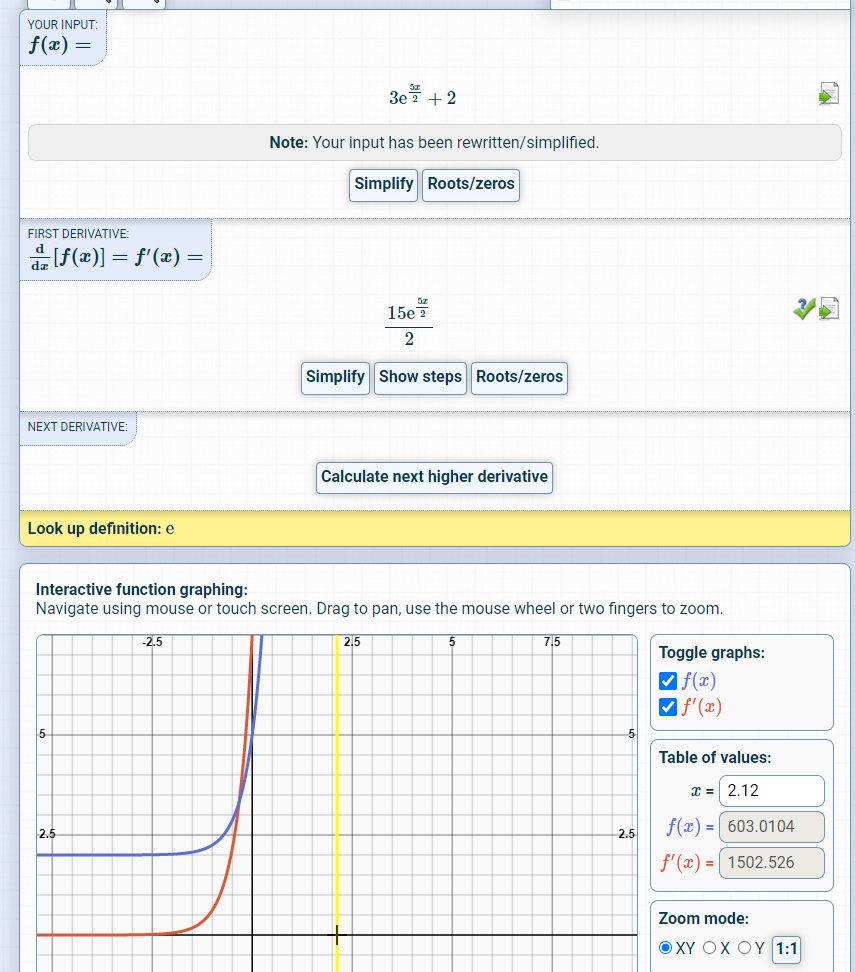 YOUR INPUT:
f(x) =
3e^(5x/2) + 2
Note: Your input has been rewritten/simplified.
Simplify Roots/zeros
FIRST DERIVATIVE:
d/dx [f(x)] = f′(x) =
15e^(5x/2)
2
Simplify Show steps Roots/zeros
NEXT DERIVATIVE:
Calculate next higher derivative
Look up definition: e
Interactive function graphing:
Navigate using mouse or touch screen. Drag to pan, use the mouse wheel or two fingers to zoom.
-2.5 2.5 5 7.5
5 5
2.5 2.5
Toggle graphs:
f(x)
f′(x)
Table of values:
x = 2.12
f(x) = 603.0104
f′(x) = 1502.526
Zoom mode:
XY X Y 1:1